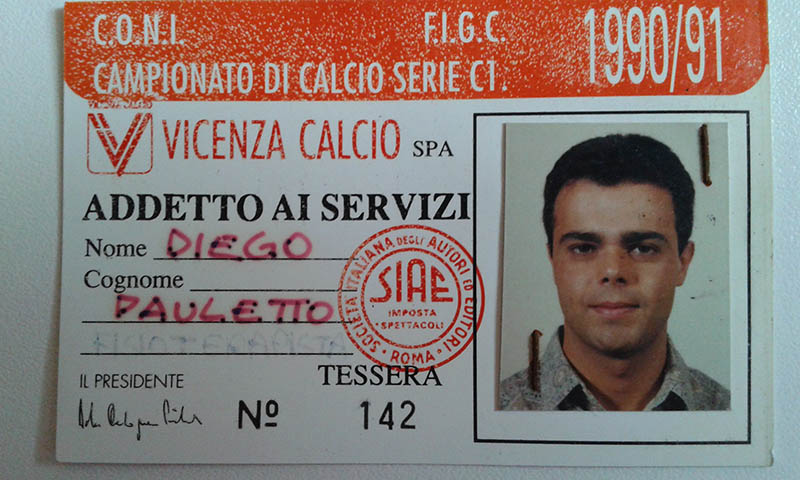 C.O.N.I. F.I.G.C. 1990/91
CAMPIONATO DI CALCIO SERIE C1.
VICENZA CALCIO SPA
ADDETTO AI SERVIZI
Nome DIEGO
Cognome
PAULETTO
SOCIETÀ ITALIANA DEGLI AUTORI ED EDITORI
SIAE
IMPOSTA
SPETTACOLI
ROMA
IL PRESIDENTE TESSERA
Nº 142